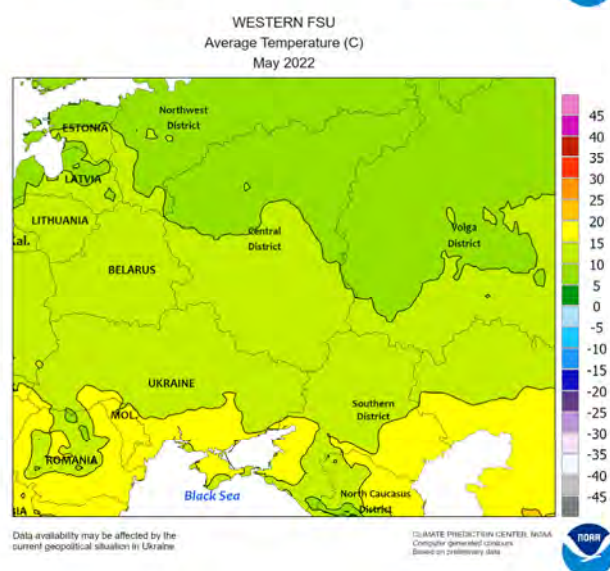 WESTERN FSU
Average Temperature (C)
May 2022
Northwest
District
ESTONIA
LATVIA
LITHUANIA
al.
Central
District
Volga
District
BELARUS
UKRAINE
MOL.
Southern
District
ROMANIA
North Caucasus
District
IA
Black Sea
45
40
35
30
25
20
15
10
5
0
-5
-10
-15
-20
-25
-30
-35
-40
-45
Data availability may be affected by the
current geopolitical situation in Ukraine
CLIMATE PREDICTION CENTER, NOAA
Computer generated contours
Based on preliminary data
NOAA